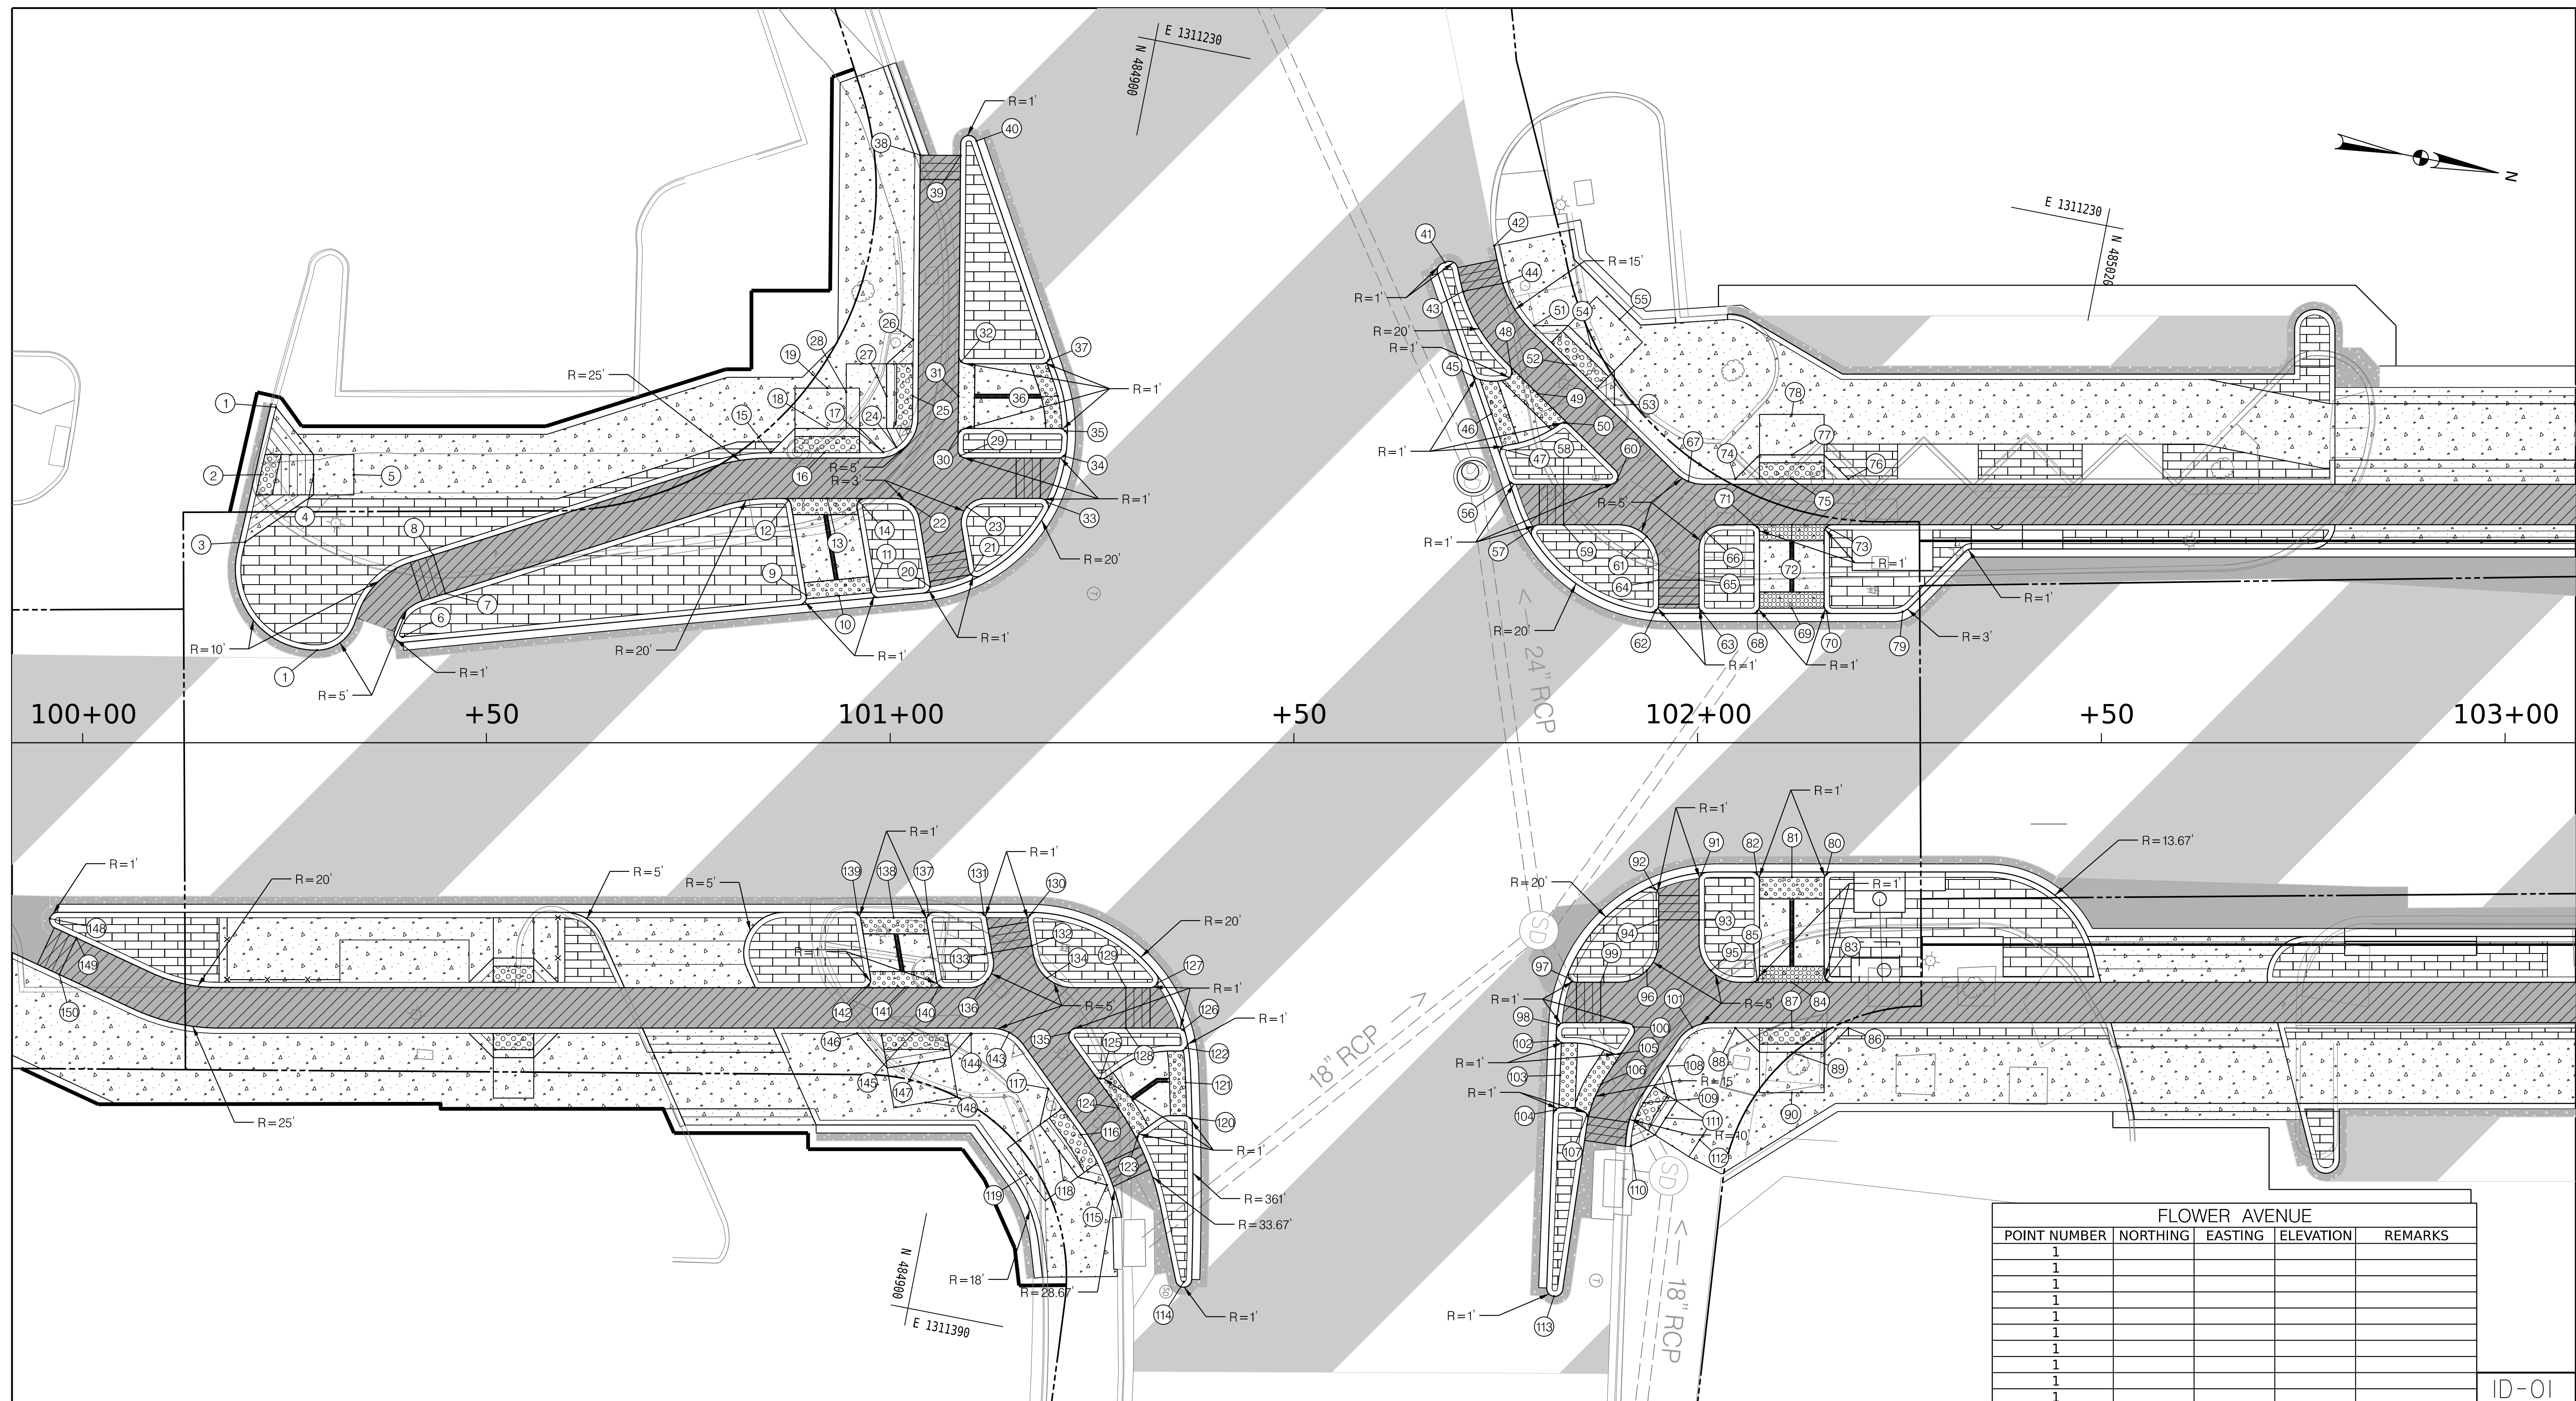 E 1311230
N 484900
R=1'
40
38
39
E 1311230
N 485020
N
41
42
R=15'
44
R=1'
43
51
54
55
26
28
27
19
32
37
R=20'
48
R=1'
52
45
R=25'
31
R=1'
36
49
53
78
1
18
17
24
25
15
29
35
46
50
67
77
R=1'
58
60
74
76
2
5
16
R=5
30
34
47
R=3'
R=1'
56
R=5'
71
75
4
12
14
22
23
33
57
59
66
73
3
8
13
11
21
R=20'
R=1'
61
72
R=1'
9
20
64
65
7
10
T
R=1'
6
R=1'
R=20'
62
63
68
69
70
R=3'
79
R=10'
R=20'
R=1'
R=1'
R=1'
R=1'
1
R=5'
24" RCP
100+00
+50
101+00
+50
102+00
+50
103+00
R=1'
R=1'
R=1'
R=1'
R=1'
R=13.67'
R=20'
R=5'
R=5'
139
138
137
131
130
92
91
82
81
80
R=20'
R=1'
148
R=20'
SD
R=1
132
129
93
94
85
149
133
134
127
97
99
95
83
R=1'
R=1'
150
142
141
140
136
R=5'
126
96
101
R=5'
87
84
98
R=1'
146
143
135
125
122
102
100
86
145
144
128
R=1'
105
88
147
117
121
103
106
108
89
R=15'
148
124
R=1'
109
90
116
120
104
111
R=25'
R=1'
R=10'
123
107
112
119
118
110
115
R=361'
18" RCP
R=33.67'
SD
N 484900
R=18'
R=28.67'
SD
T
E 1311390
114
R=1'
R=1'
113
18" RCP
FLOWER AVENUE
POINT NUMBER NORTHING EASTING ELEVATION REMARKS
1
1
1
1
1
1
1
1
1
1
ID-01